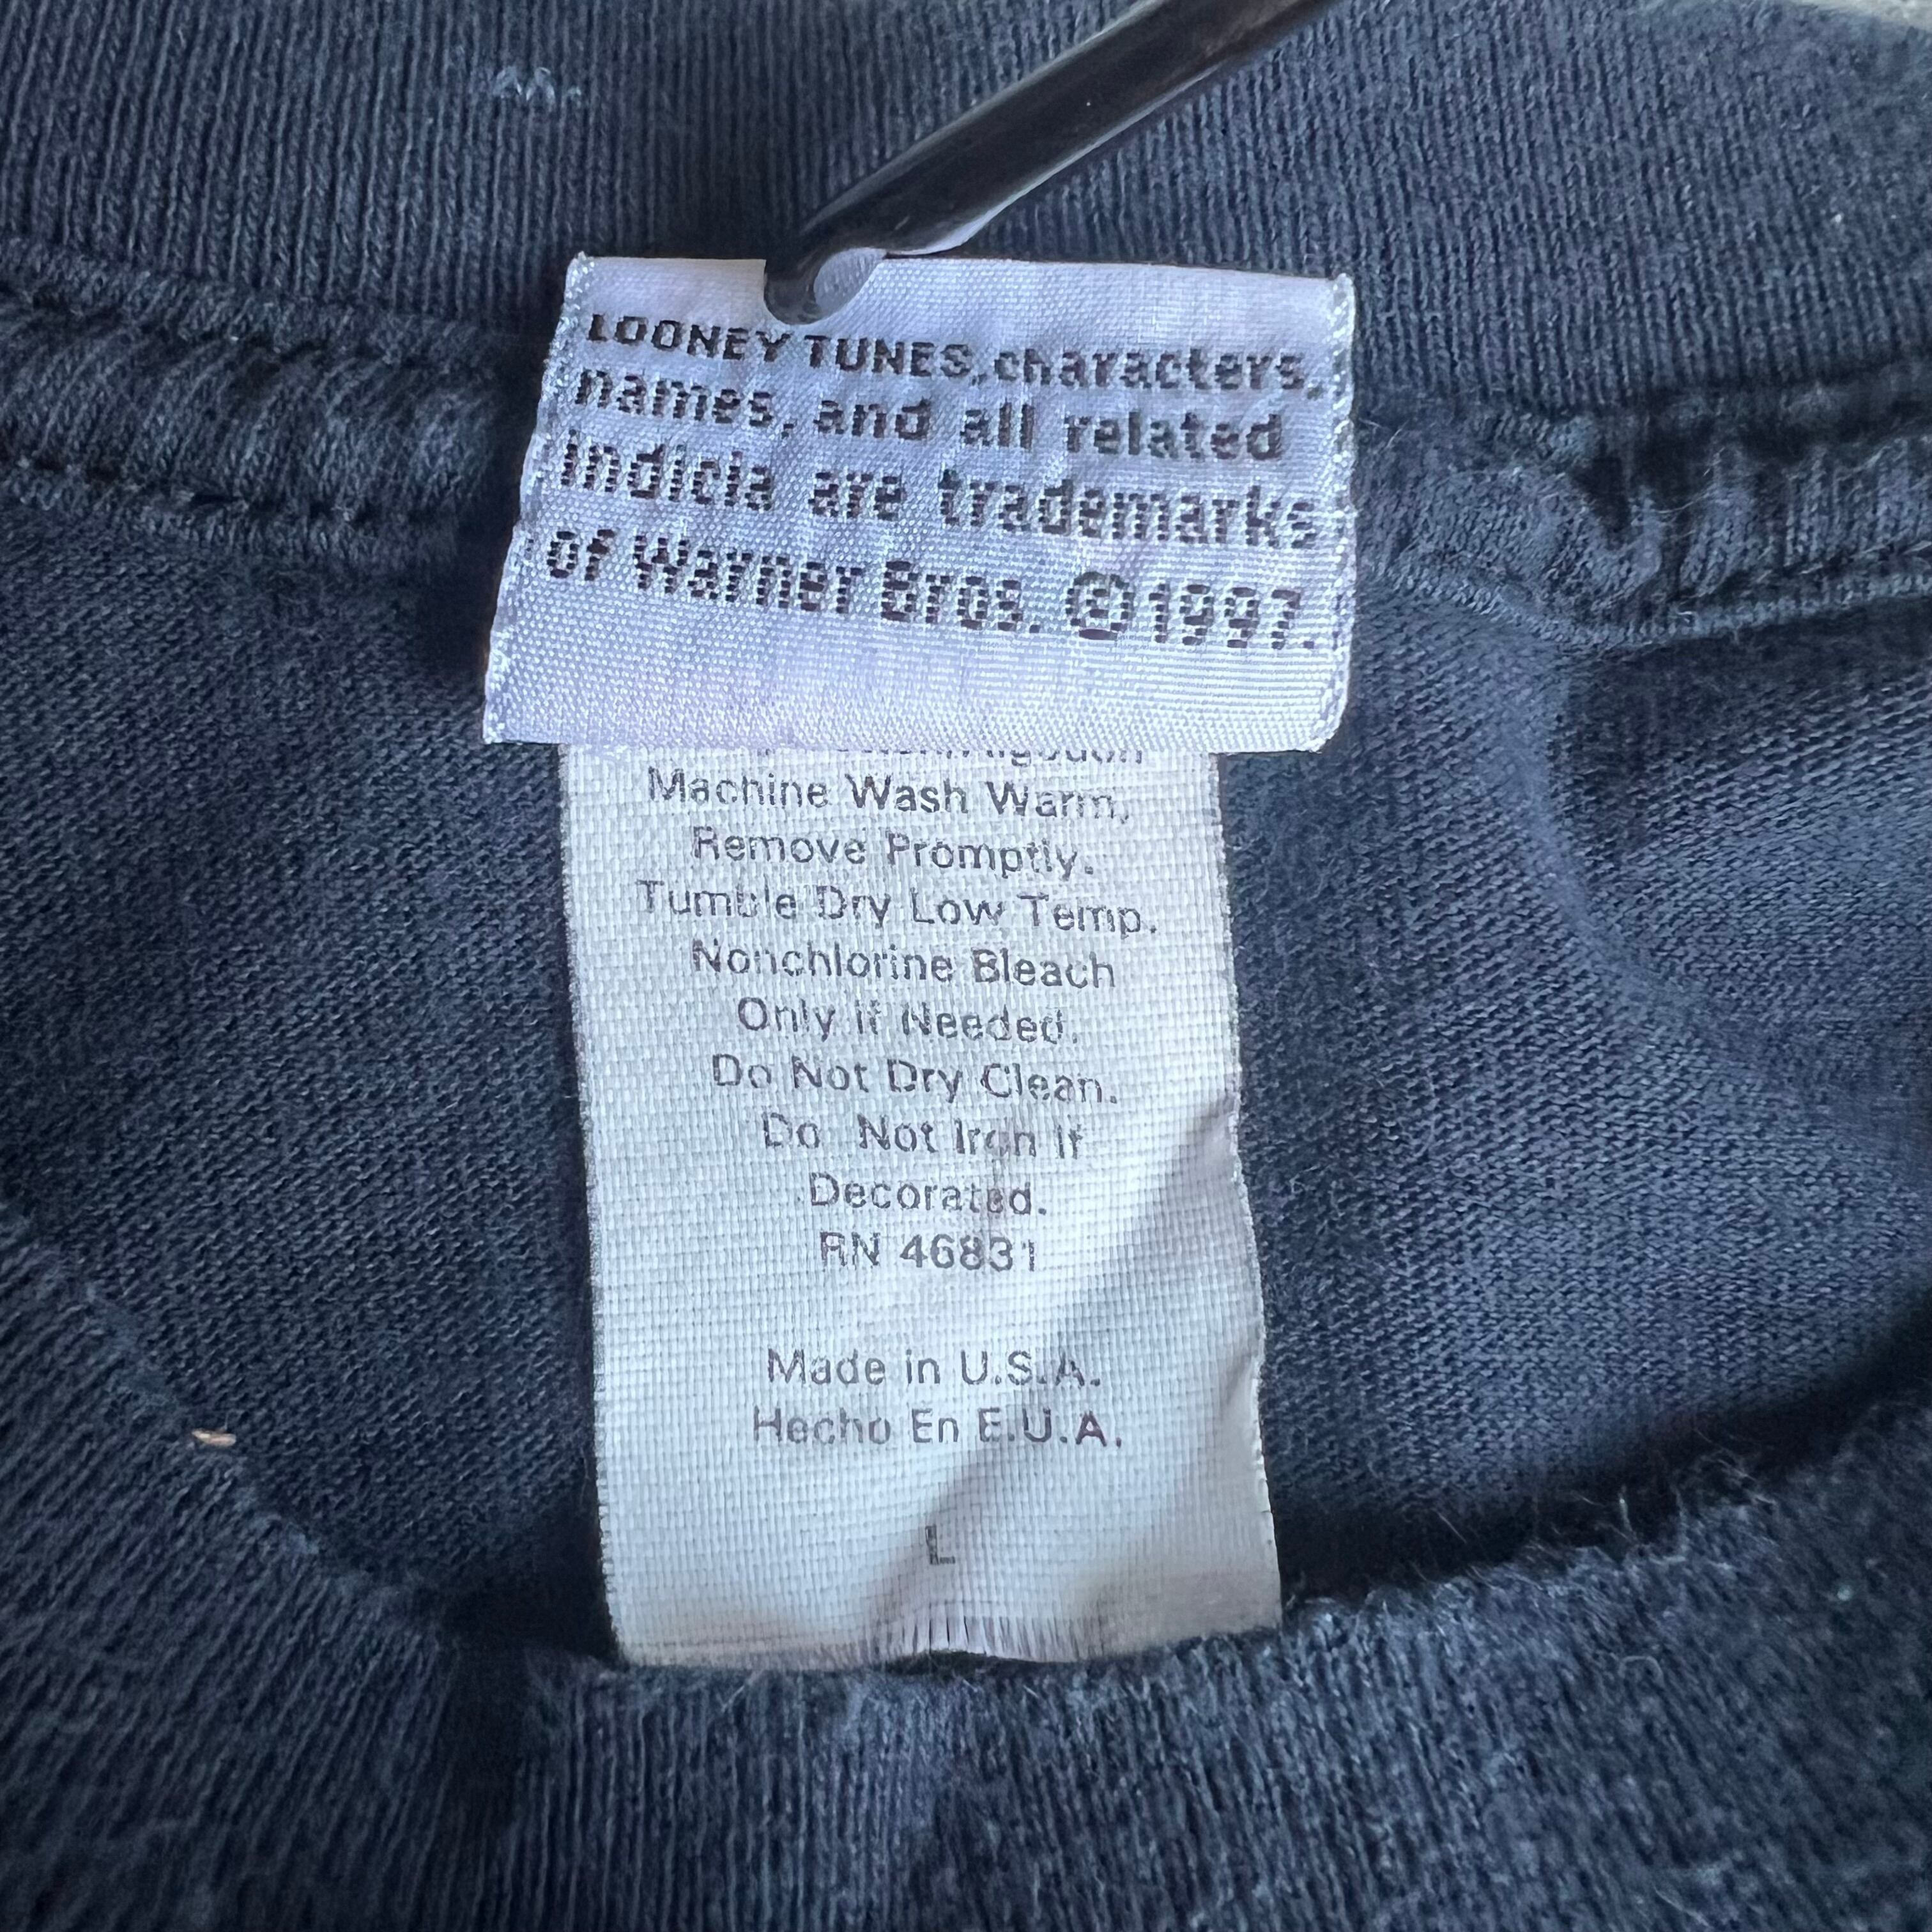 LOONEY TUNES, characters,
names, and all related
indicia are trademarks
of Warner Bros. © 1997.
Machine Wash Warm,
Remove Promptly.
Tumble Dry Low Temp.
Nonchlorine Bleach
Only if Needed.
Do Not Dry Clean.
Do Not Iron If
Decorated.
RN 46831
Made in U.S.A.
Hecho En E.U.A.
L